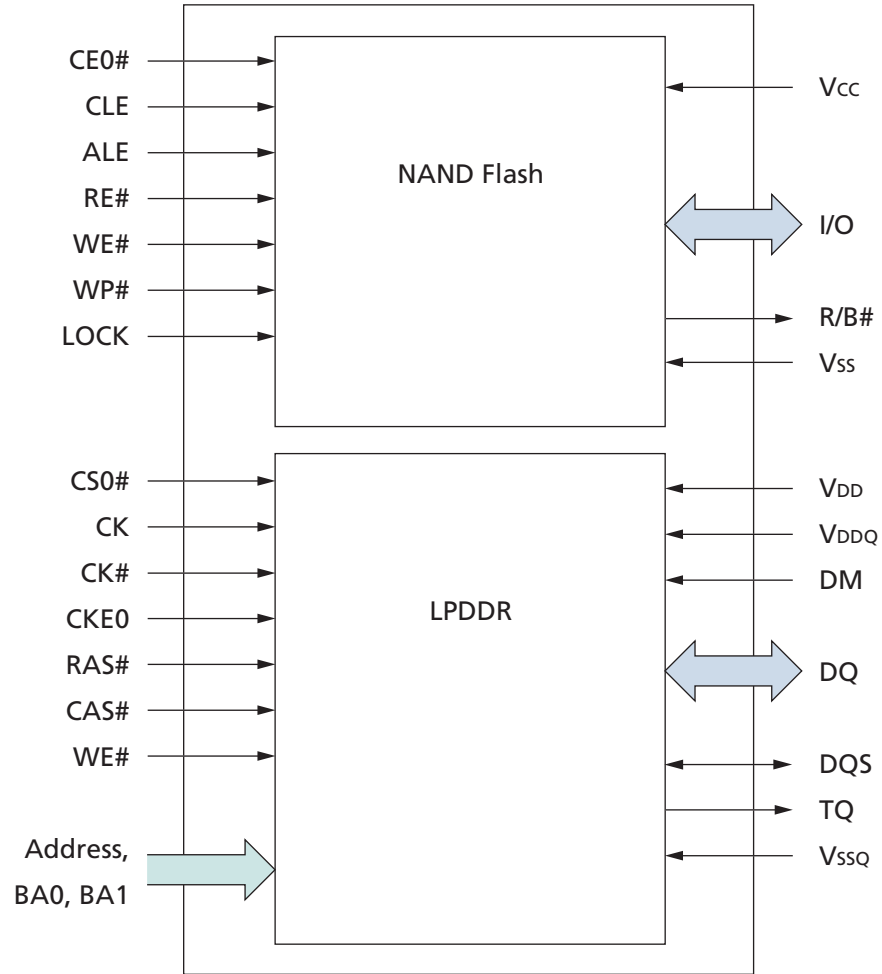 CE0#
CLE
ALE
RE#
WE#
WP#
LOCK
NAND Flash
VCC
I/O
R/B#
VSS
CS0#
CK
CK#
CKE0
RAS#
CAS#
WE#
Address,
BA0, BA1
LPDDR
VDD
VDDQ
DM
DQ
DQS
TQ
VSSQ